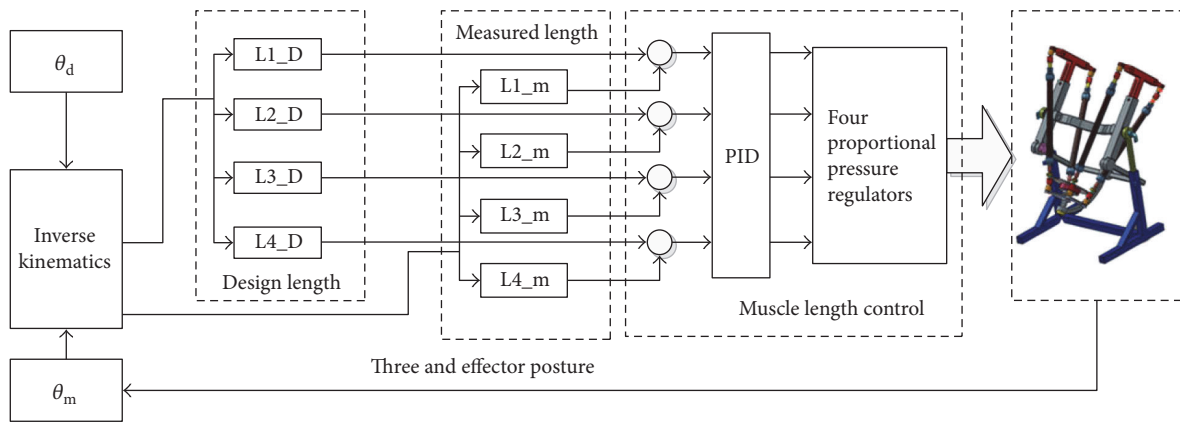 θd
Inverse
kinematics
θm
L1_D
L2_D
L3_D
L4_D
Design length
Measured length
L1_m
L2_m
L3_m
L4_m
PID
Four
proportional
pressure
regulators
Muscle length control
Three and effector posture